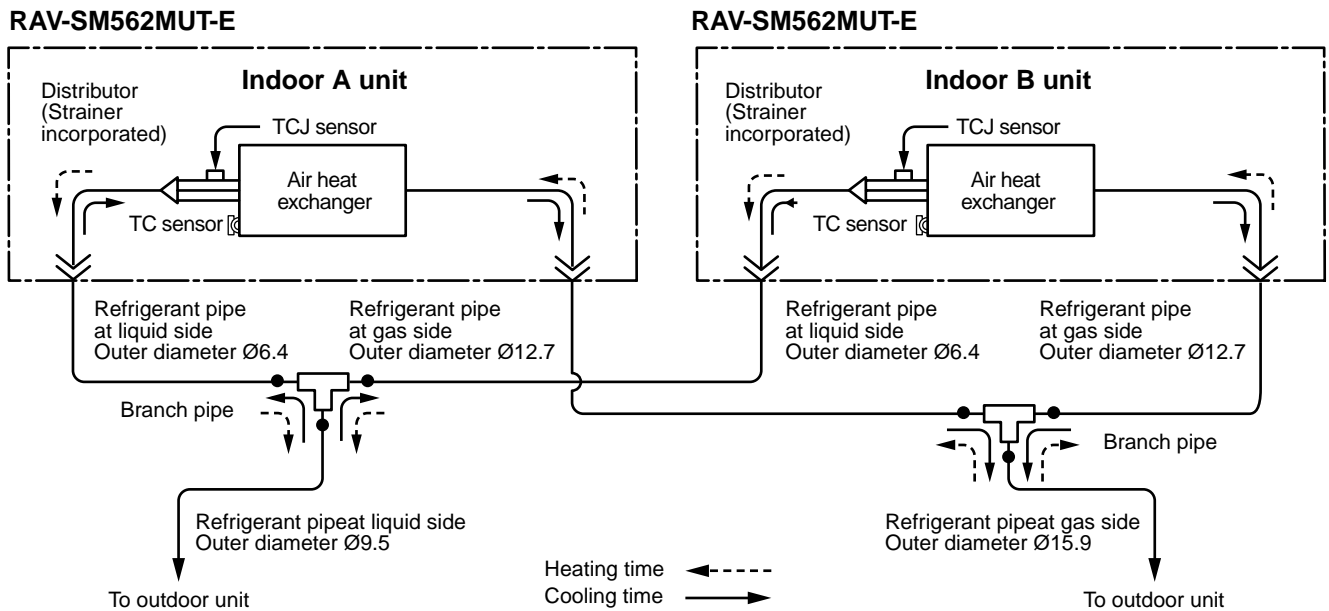 RAV-SM562MUT-E
Indoor A unit
Distributor
(Strainer
incorporated)
TCJ sensor
Air heat
exchanger
TC sensor
Refrigerant pipe
at liquid side
Outer diameter Ø6.4
Refrigerant pipe
at gas side
Outer diameter Ø12.7
RAV-SM562MUT-E
Indoor B unit
Distributor
(Strainer
incorporated)
TCJ sensor
Air heat
exchanger
TC sensor
Refrigerant pipe
at liquid side
Outer diameter Ø6.4
Refrigerant pipe
at gas side
Outer diameter Ø12.7
Branch pipe
Branch pipe
Refrigerant pipeat liquid side
Outer diameter Ø9.5
Refrigerant pipeat gas side
Outer diameter Ø15.9
Heating time
Cooling time
To outdoor unit
To outdoor unit